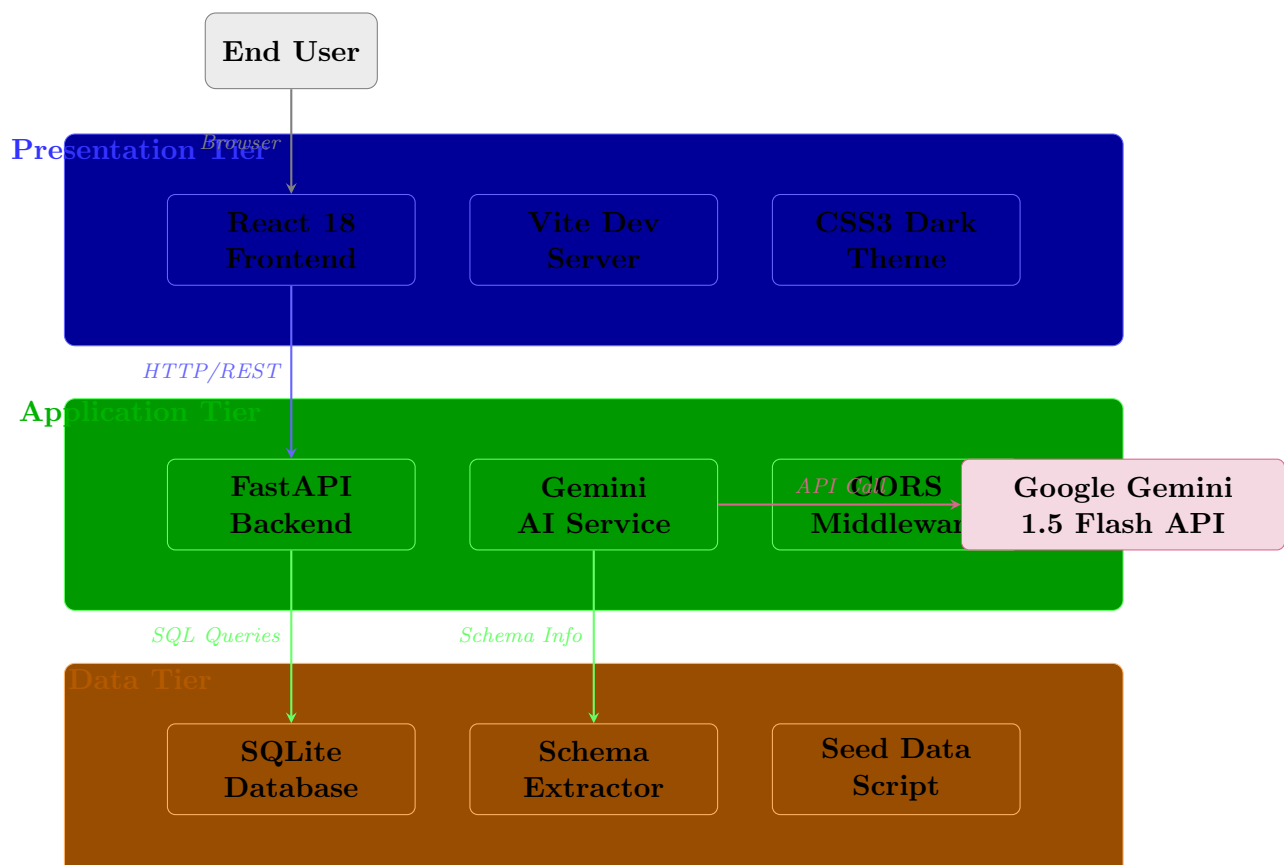 End User
Browser
Presentation Tier
React 18
Frontend
Vite Dev
Server
CSS3 Dark
Theme
HTTP/REST
Application Tier
FastAPI
Backend
Gemini
AI Service
API Call
CORS
Middlewar
Google Gemini
1.5 Flash API
SQL Queries
Schema Info
Data Tier
SQLite
Database
Schema
Extractor
Seed Data
Script